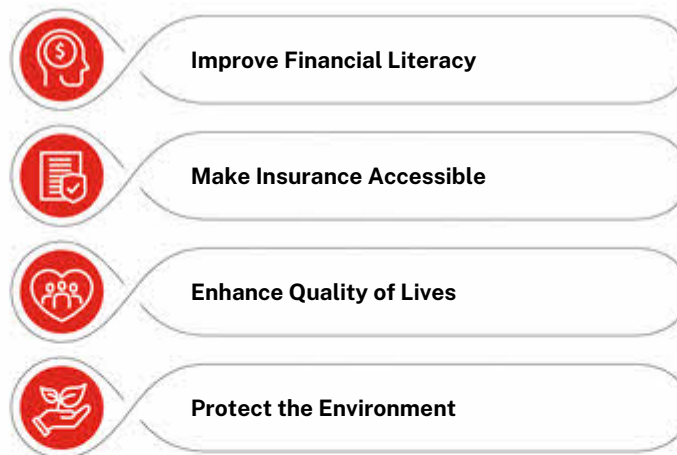 Improve Financial Literacy
Make Insurance Accessible
Enhance Quality of Lives
Protect the Environment